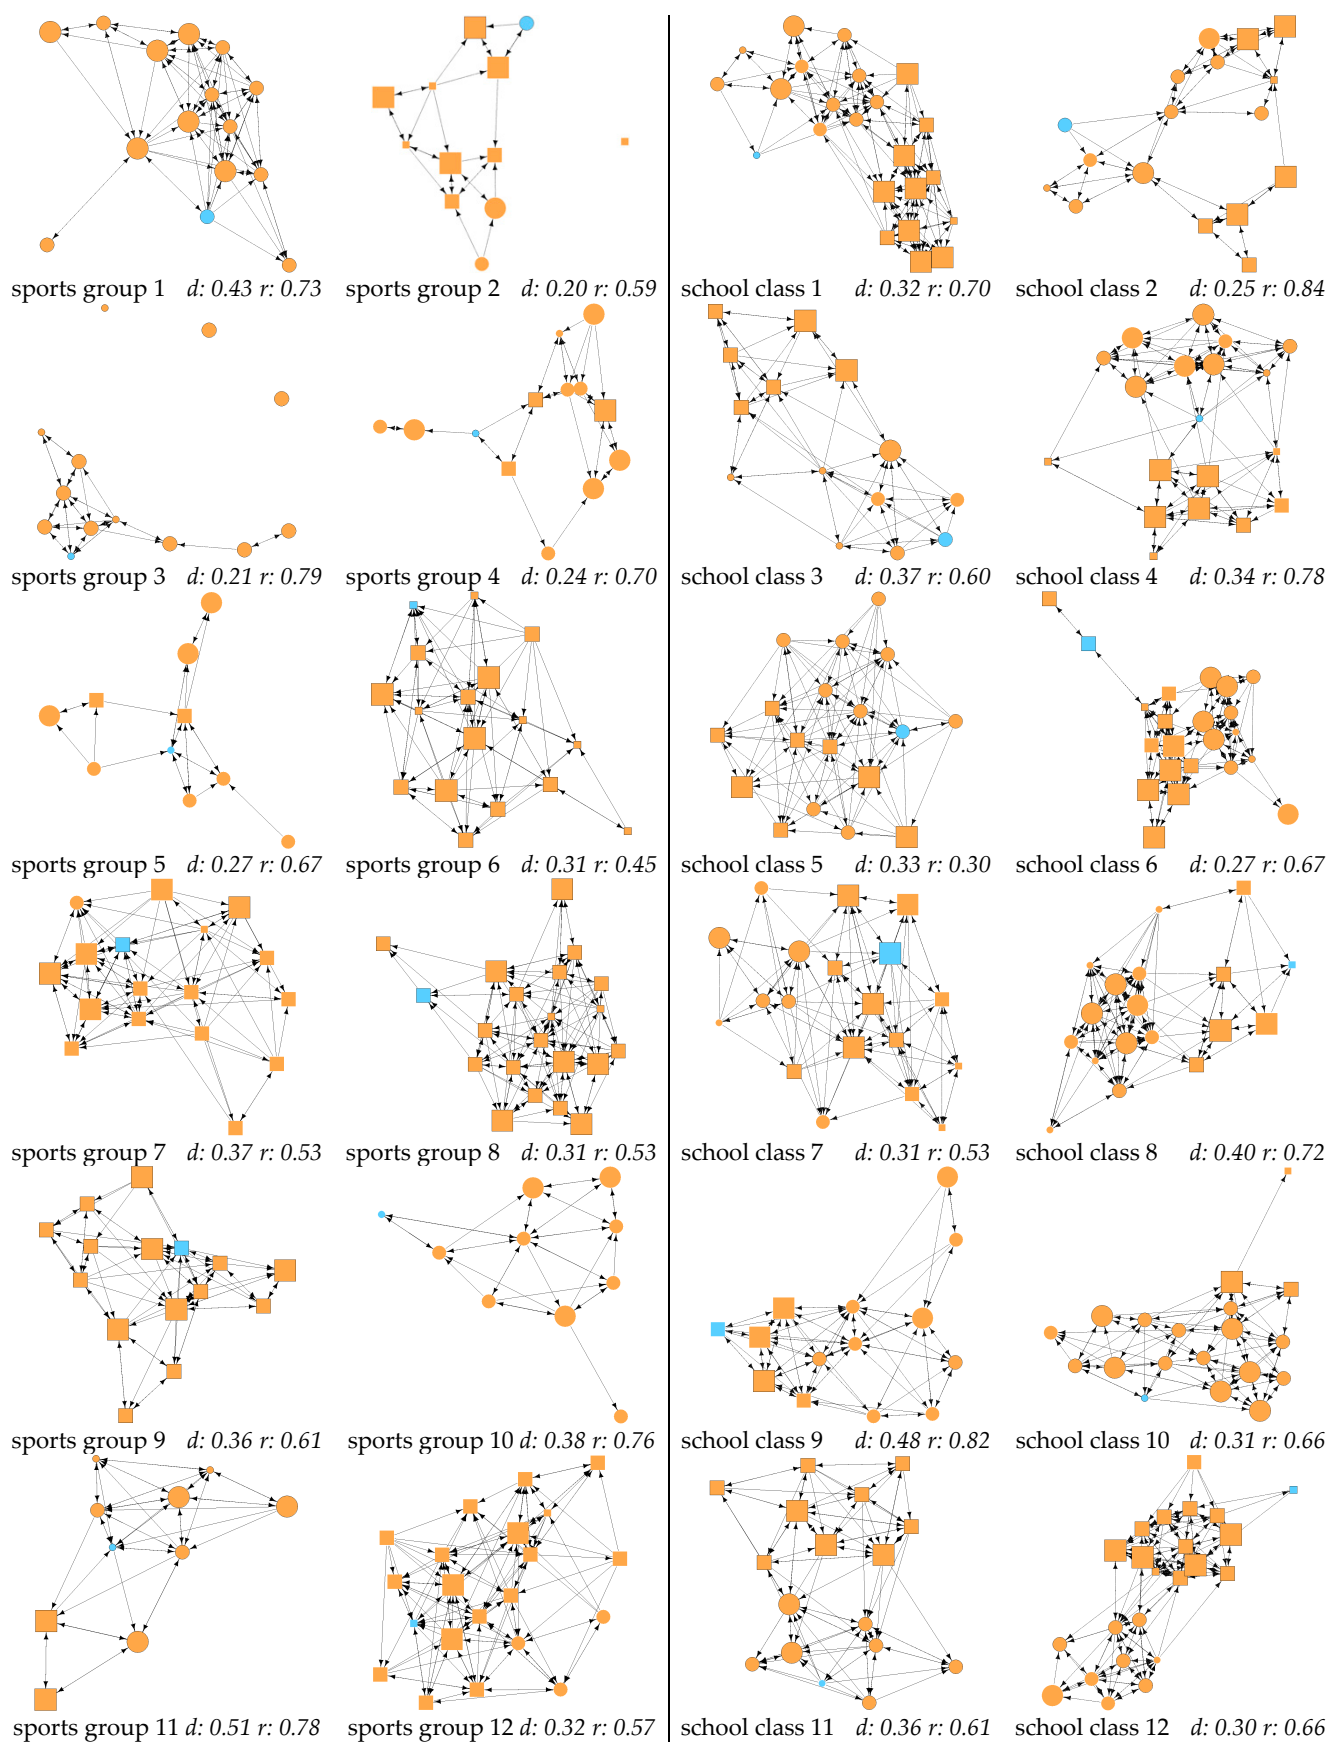 sports group 1 d: 0.43 r: 0.73
sports group 2 d: 0.20 r: 0.59
school class 1 d: 0.32 r: 0.70
school class 2 d: 0.25 r: 0.84
sports group 3 d: 0.21 r: 0.79
sports group 4 d: 0.24 r: 0.70
school class 3 d: 0.37 r: 0.60
school class 4 d: 0.34 r: 0.78
sports group 5 d: 0.27 r: 0.67
sports group 6 d: 0.31 r: 0.45
school class 5 d: 0.33 r: 0.30
school class 6 d: 0.27 r: 0.67
sports group 7 d: 0.37 r: 0.53
sports group 8 d: 0.31 r: 0.53
school class 7 d: 0.31 r: 0.53
school class 8 d: 0.40 r: 0.72
sports group 9 d: 0.36 r: 0.61
sports group 10 d: 0.38 r: 0.76
school class 9 d: 0.48 r: 0.82
school class 10 d: 0.31 r: 0.66
sports group 11 d: 0.51 r: 0.78
sports group 12 d: 0.32 r: 0.57
school class 11 d: 0.36 r: 0.61
school class 12 d: 0.30 r: 0.66